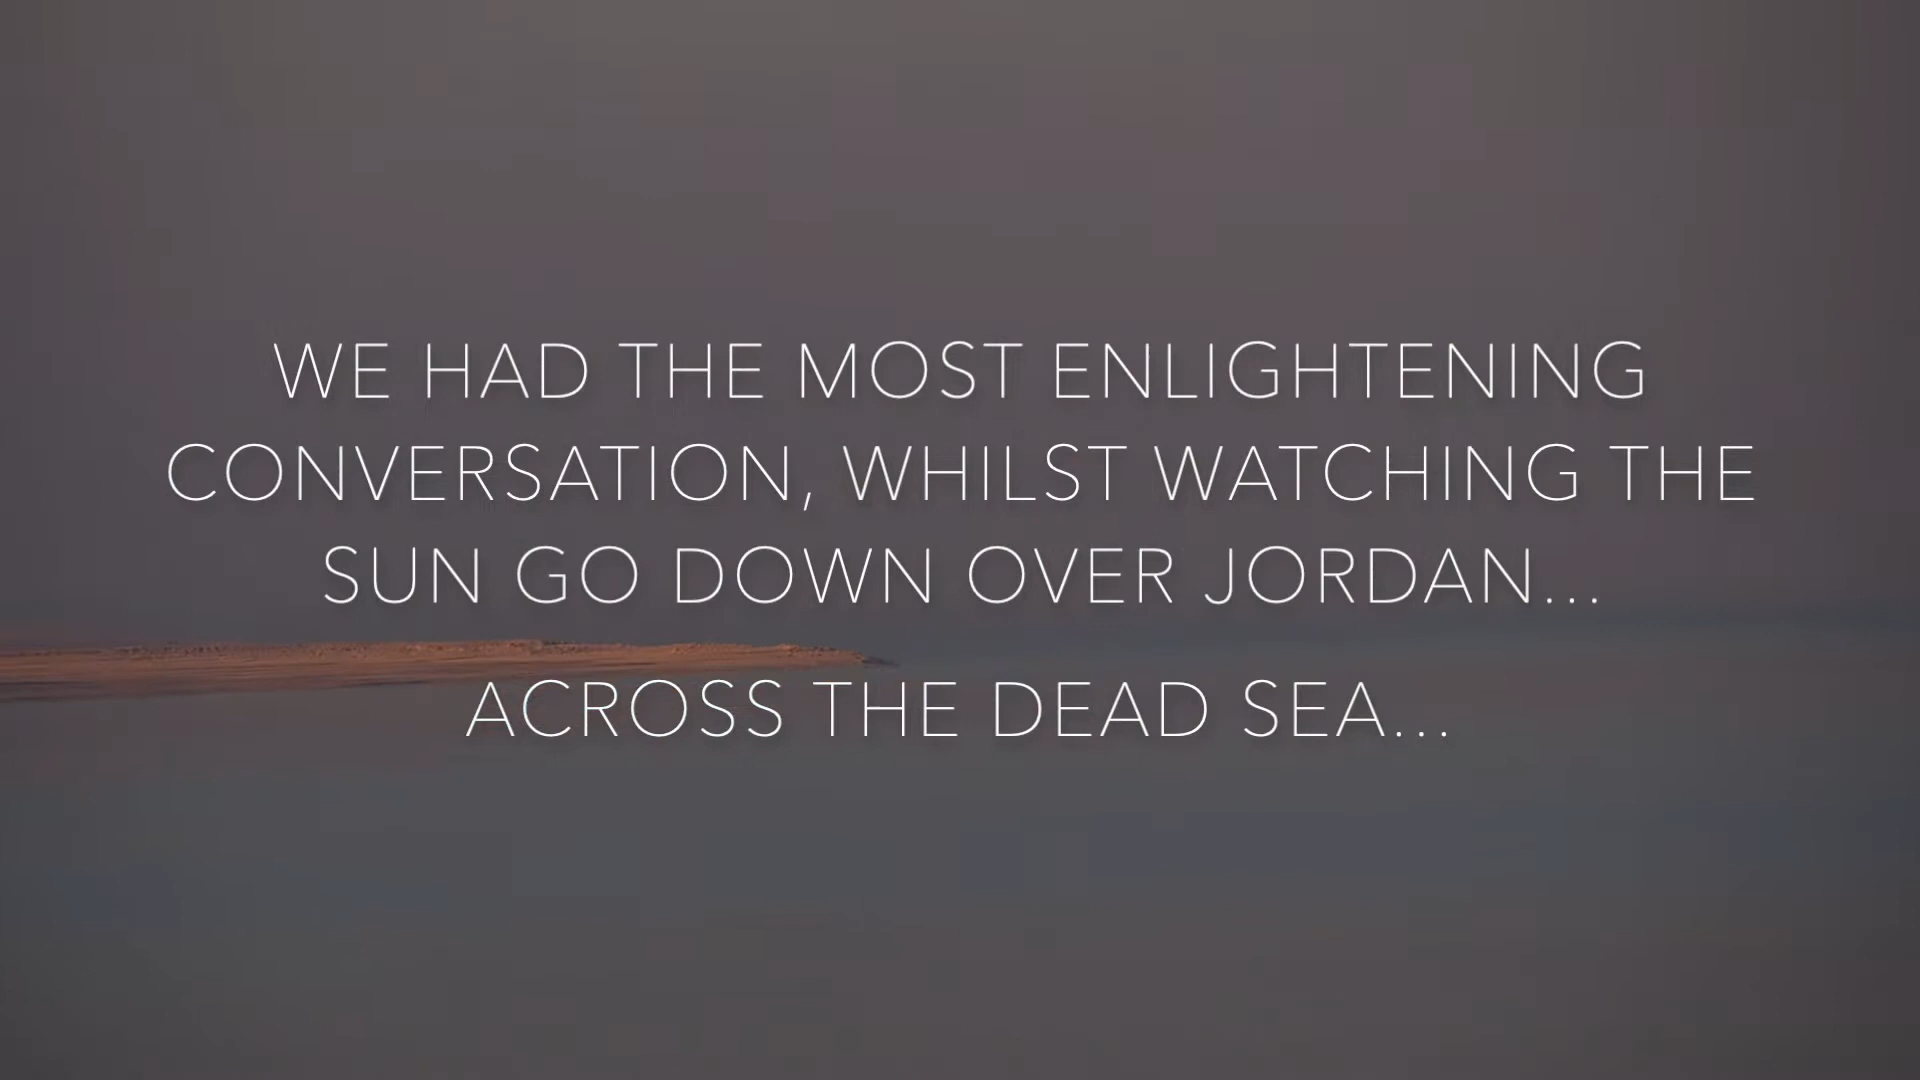 WE HAD THE MOST ENLIGHTENING
CONVERSATION, WHILST WATCHING THE
SUN GO DOWN OVER JORDAN...
ACROSS THE DEAD SEA...